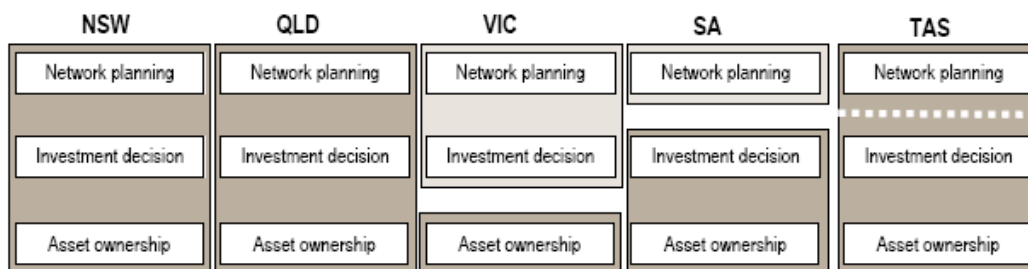 NSW QLD VIC SA TAS
Network planning Network planning Network planning Network planning Network planning
Investment decision Investment decision Investment decision Investment decision Investment decision
Asset ownership Asset ownership Asset ownership Asset ownership Asset ownership